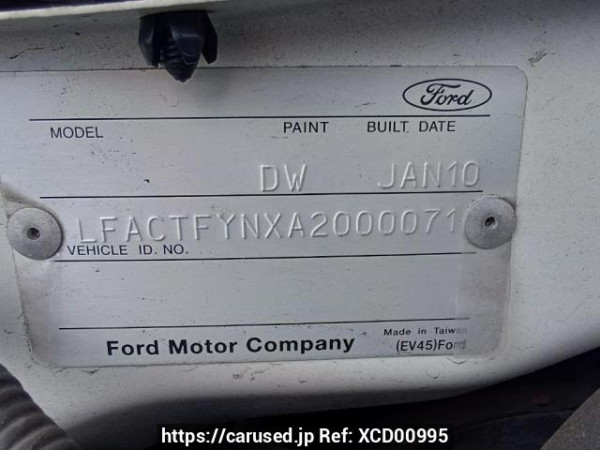 Ford
MODEL PAINT BUILT DATE
DW JAN10
LFACTFYNXA2000071
VEHICLE ID. NO.
Made in Taiwan
Ford Motor Company (EV45)Ford
https://carused.jp Ref: XCD00995